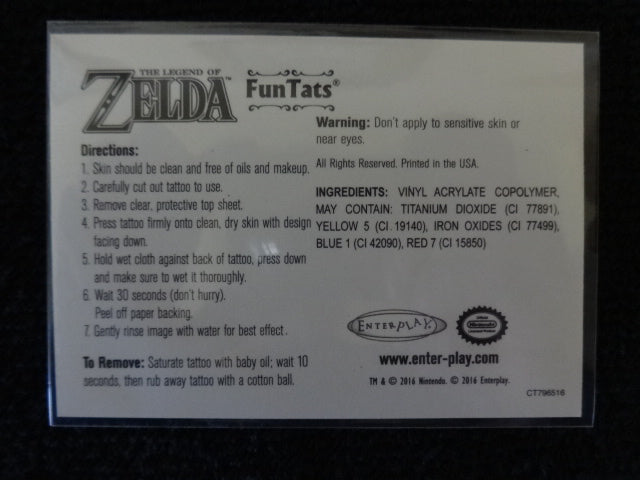 THE LEGEND OF
ZELDA™
FunTats®
Directions:
1. Skin should be clean and free of oils and makeup.
2. Carefully cut out tattoo to use.
3. Remove clear, protective top sheet.
4. Press tattoo firmly onto clean, dry skin with design
facing down.
5. Hold wet cloth against back of tattoo, press down
and make sure to wet it thoroughly.
6. Wait 30 seconds (don't hurry).
Peel off paper backing.
7. Gently rinse image with water for best effect.
To Remove: Saturate tattoo with baby oil; wait 10
seconds, then rub away tattoo with a cotton ball.
Warning: Don't apply to sensitive skin or
near eyes.
All Rights Reserved. Printed in the USA.
INGREDIENTS: VINYL ACRYLATE COPOLYMER,
MAY CONTAIN: TITANIUM DIOXIDE (CI 77891),
YELLOW 5 (CI 19140), IRON OXIDES (CI 77499),
BLUE 1 (CI 42090), RED 7 (CI 15850)
ENTERPLAY
Official
Nintendo
Licensed Product
www.enter-play.com
TM & © 2016 Nintendo. © 2016 Enterplay.
CT796516